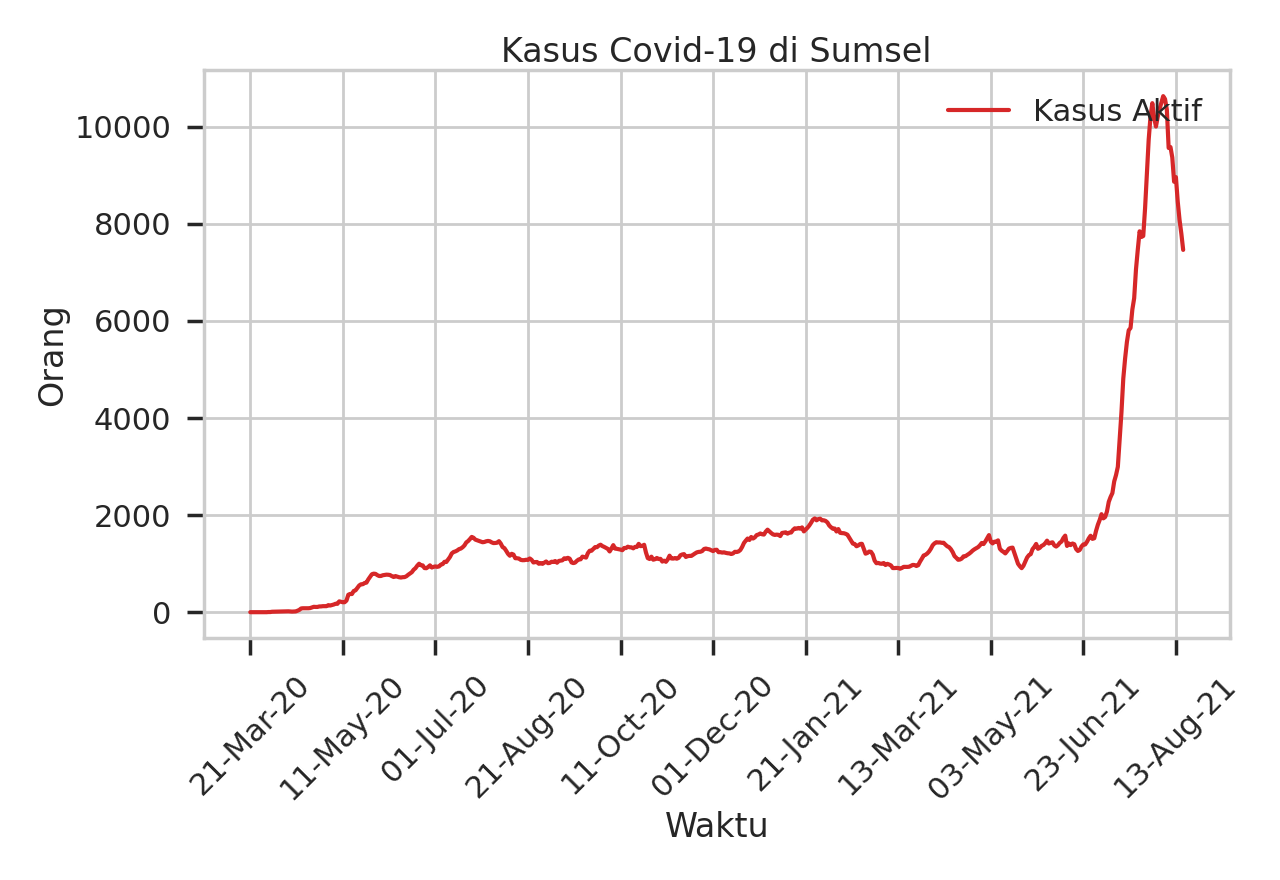 Kasus Covid-19 di Sumsel
Kasus Aktif
10000
8000
6000
4000
2000
0
Orang
21-Mar-20
11-May-20
01-Jul-20
21-Aug-20
11-Oct-20
01-Dec-20
21-Jan-21
13-Mar-21
03-May-21
23-Jun-21
13-Aug-21
Waktu